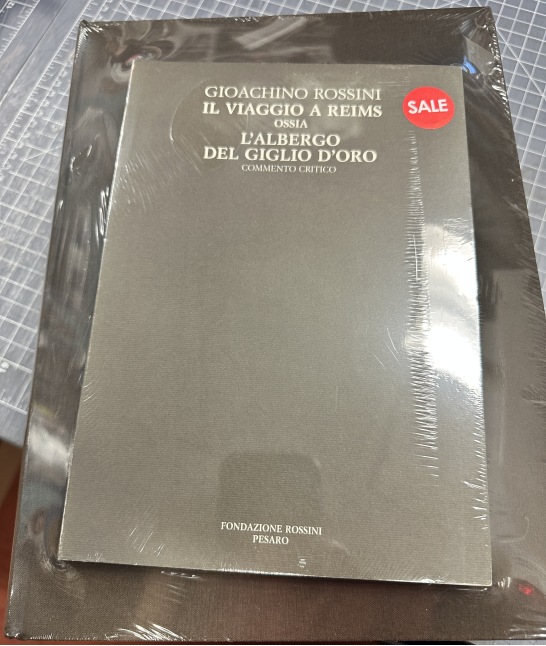 GIOACHINO ROSSINI
IL VIAGGIO A REIMS
OSSIA
L'ALBERGO
DEL GIGLIO D'ORO
COMMENTO CRITICO
SALE
FONDAZIONE ROSSINI
PESARO